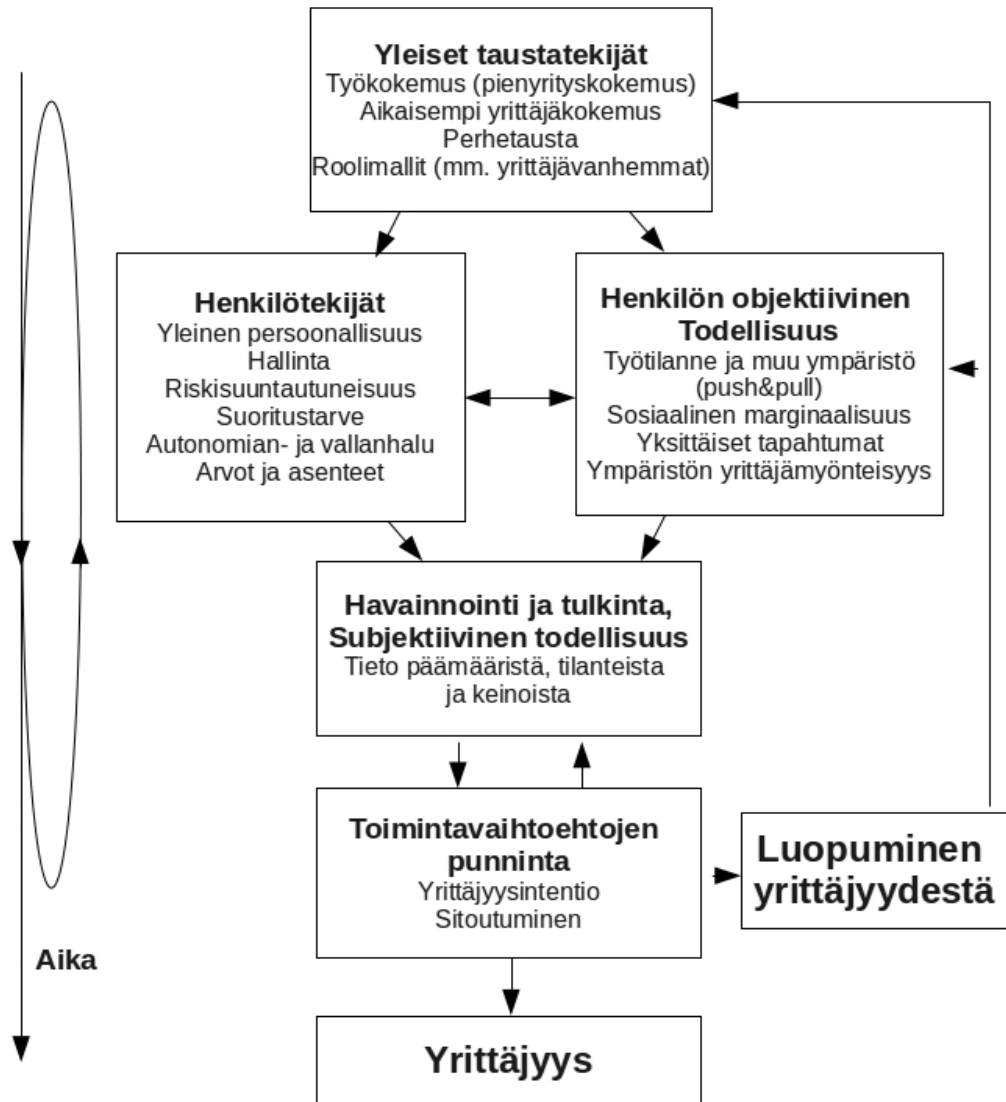 Yleiset taustatekijät
Työkokemus (pienyrityskokemus)
Aikaisempi yrittäjäkokemus
Perhetausta
Roolimallit (mm. yrittäjävanhemmat)
Henkilötekijät
Yleinen persoonallisuus
Hallinta
Riskisuuntautuneisuus
Suoritustarve
Autonomian- ja vallanhalu
Arvot ja asenteet
Henkilön objektiivinen
Todellisuus
Työtilanne ja muu ympäristö
(push&pull)
Sosiaalinen marginaalisuus
Yksittäiset tapahtumat
Ympäristön yrittäjämyönteisyys
Havainnointi ja tulkinta,
Subjektiivinen todellisuus
Tieto päämääristä, tilanteista
ja keinoista
Toimintavaihtoehtojen
punninta
Yrittäjyysintentio
Sitoutuminen
Luopuminen
yrittäjyydestä
Aika
Yrittäjyys